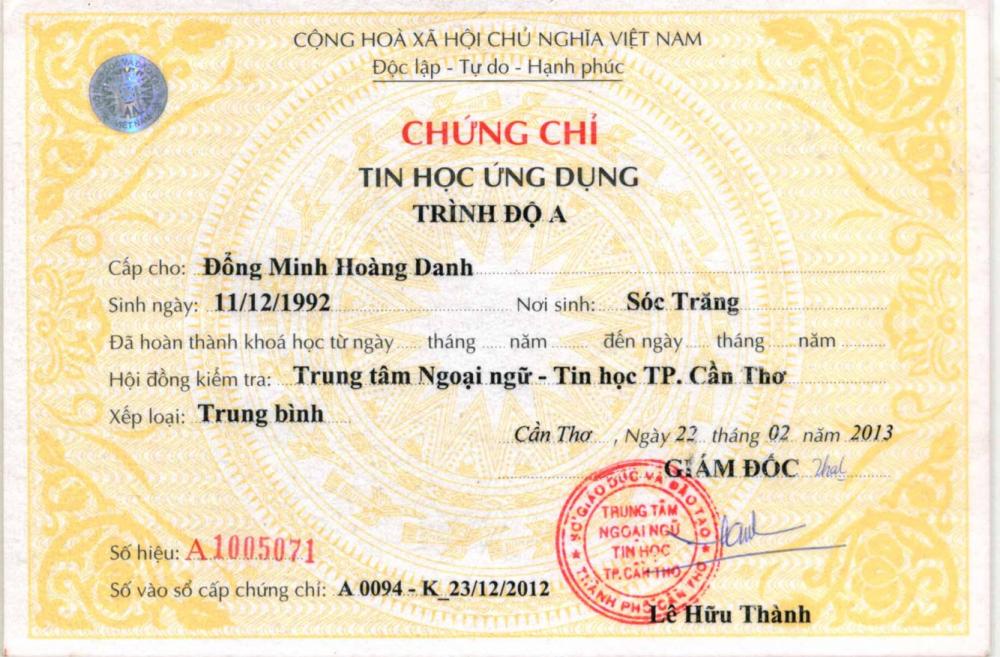 CỘNG HOÀ XÃ HỘI CHỦ NGHĨA VIỆT NAM
Độc lập - Tự do - Hạnh phúc
CHỨNG CHỈ
TIN HỌC ỨNG DỤNG
TRÌNH ĐỘ A
Cấp cho: Đổng Minh Hoàng Danh
Sinh ngày: 11/12/1992 Nơi sinh: Sóc Trăng
Đã hoàn thành khoá học từ ngày ..... tháng ..... năm ........ đến ngày ..... tháng ..... năm ........
Hội đồng kiểm tra: Trung tâm Ngoại ngữ - Tin học TP. Cần Thơ
Xếp loại: Trung bình
Cần Thơ, Ngày 22 tháng 02 năm 2013
GIÁM ĐỐC
SỞ GIÁO DỤC VÀ ĐÀO TẠO
TRUNG TÂM
NGOẠI NGỮ
TIN HỌC
TP. CẦN THƠ
THÀNH PHỐ CẦN THƠ
Số hiệu: A 1005071
Số vào sổ cấp chứng chỉ: A 0094 - K_23/12/2012
Lê Hữu Thành